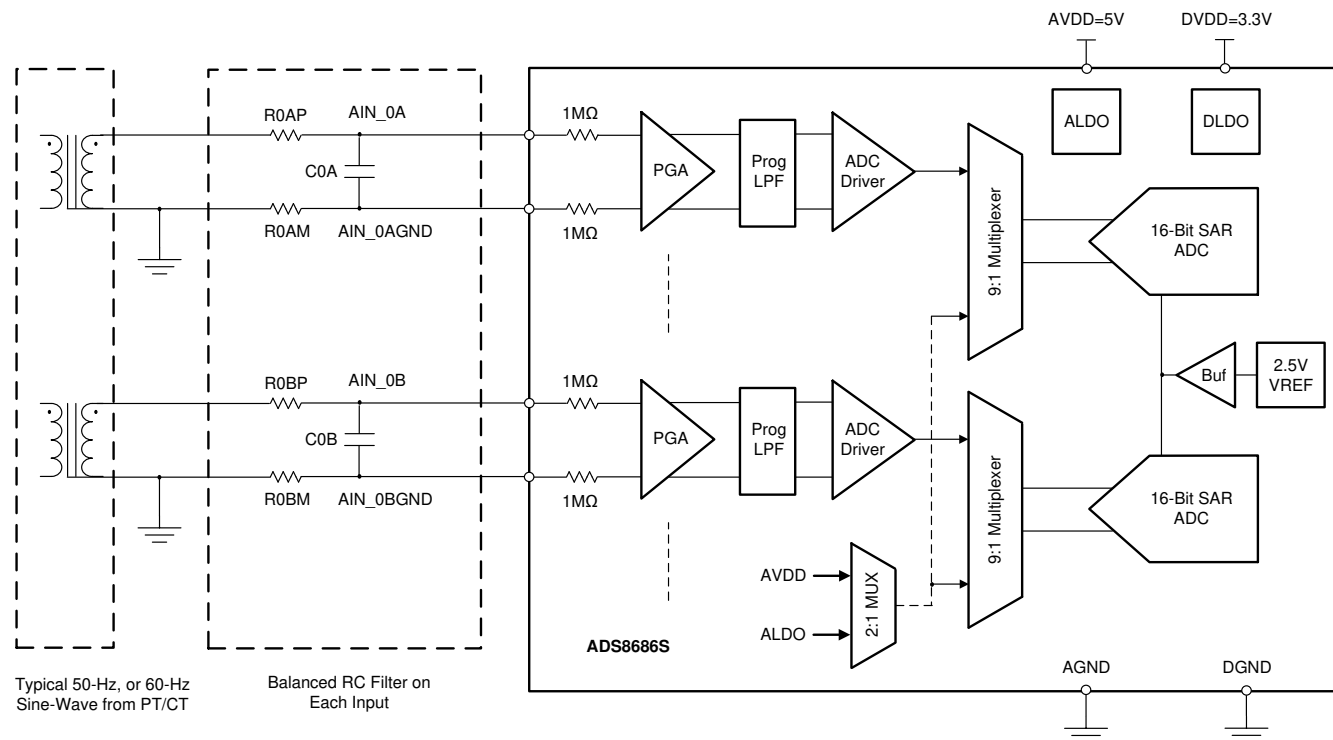 AVDD=5V
DVDD=3.3V
R0AP
AIN_0A
1MΩ
ALDO
DLDO
C0A
PGA
Prog
LPF
ADC
Driver
9:1 Multiplexer
16-Bit SAR
ADC
R0AM
AIN_0AGND
1MΩ
R0BP
AIN_0B
1MΩ
Buf
2.5V
VREF
C0B
PGA
Prog
LPF
ADC
Driver
9:1 Multiplexer
16-Bit SAR
ADC
R0BM
AIN_0BGND
1MΩ
AVDD
ALDO
2:1 MUX
ADS8686S
AGND
DGND
Typical 50-Hz, or 60-Hz
Sine-Wave from PT/CT
Balanced RC Filter on
Each Input